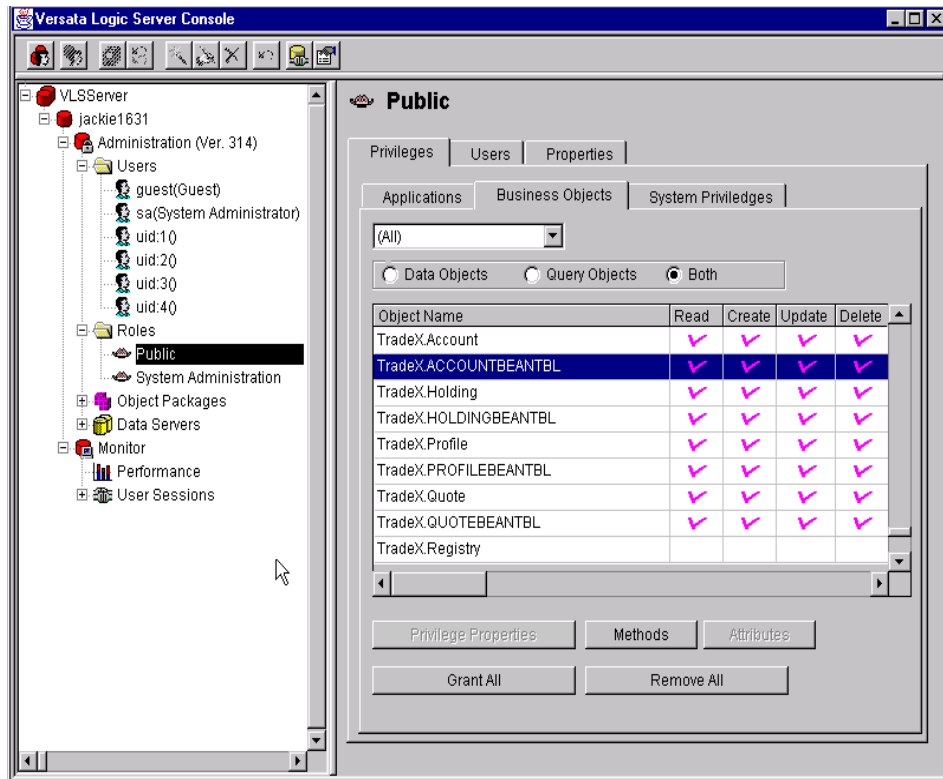 Versata Logic Server Console
VLSServer
jackie1631
Administration (Ver. 314)
Users
guest(Guest)
sa(System Administrator)
uid:1()
uid:2()
uid:3()
uid:4()
Roles
Public
System Administration
Object Packages
Data Servers
Monitor
Performance
User Sessions
Public
Privileges Users Properties
Applications Business Objects System Priviledges
(All)
Data Objects Query Objects Both
Object Name Read Create Update Delete
TradeX.Account
TradeX.ACCOUNTBEANTBL
TradeX.Holding
TradeX.HOLDINGBEANTBL
TradeX.Profile
TradeX.PROFILEBEANTBL
TradeX.Quote
TradeX.QUOTEBEANTBL
TradeX.Registry
Privilege Properties Methods Attributes
Grant All Remove All